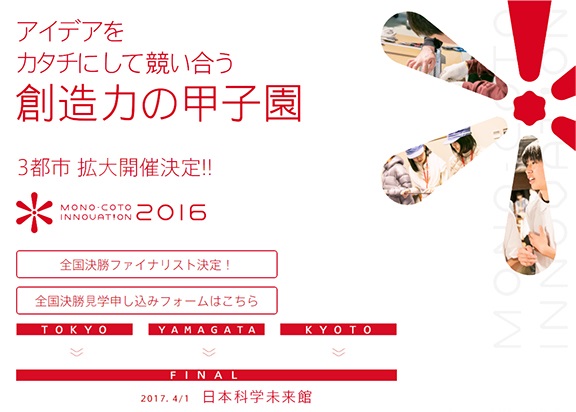 アイデアを
カタチにして競い合う
創造力の甲子園
3都市 拡大開催決定!!
MONO-COTO
INNOVATION 2016
全国決勝ファイナリスト決定！
全国決勝見学申し込みフォームはこちら
TOKYO YAMAGATA KYOTO
FINAL
2017. 4/1 日本科学未来館
MONO-COTO
INNOVATION